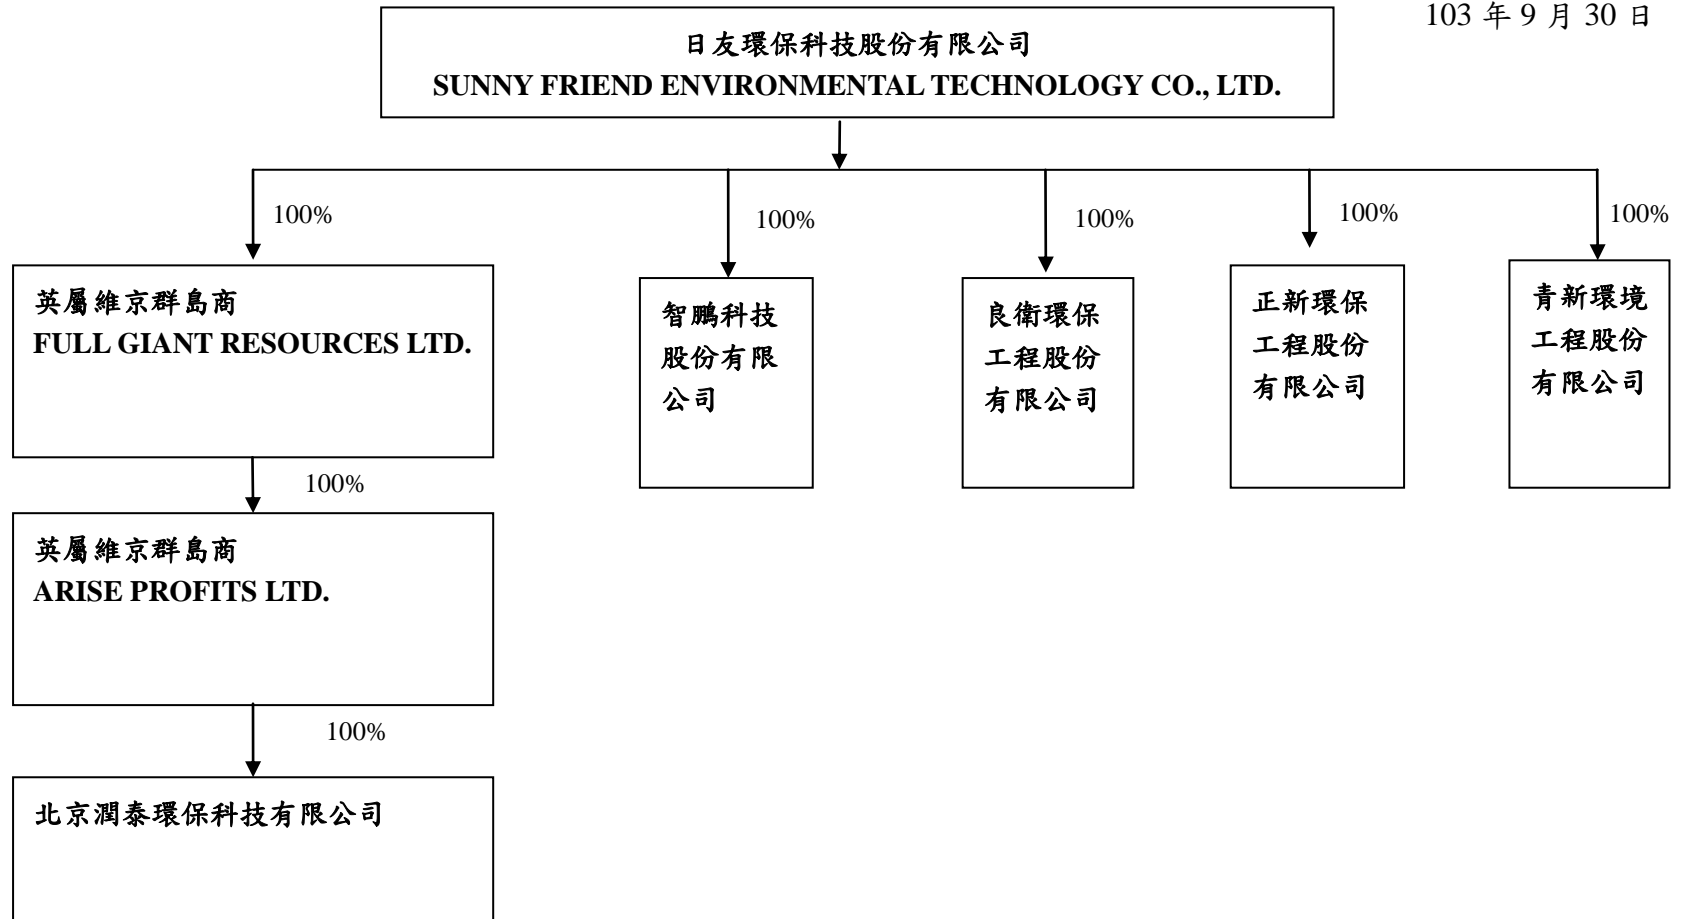 103 年 9 月 30 日
日友環保科技股份有限公司
SUNNY FRIEND ENVIRONMENTAL TECHNOLOGY CO., LTD.
100%
100%
100%
100%
100%
英屬維京群島商
FULL GIANT RESOURCES LTD.
智鵬科技
股份有限
公司
良衛環保
工程股份
有限公司
正新環保
工程股份
有限公司
青新環境
工程股份
有限公司
100%
英屬維京群島商
ARISE PROFITS LTD.
100%
北京潤泰環保科技有限公司